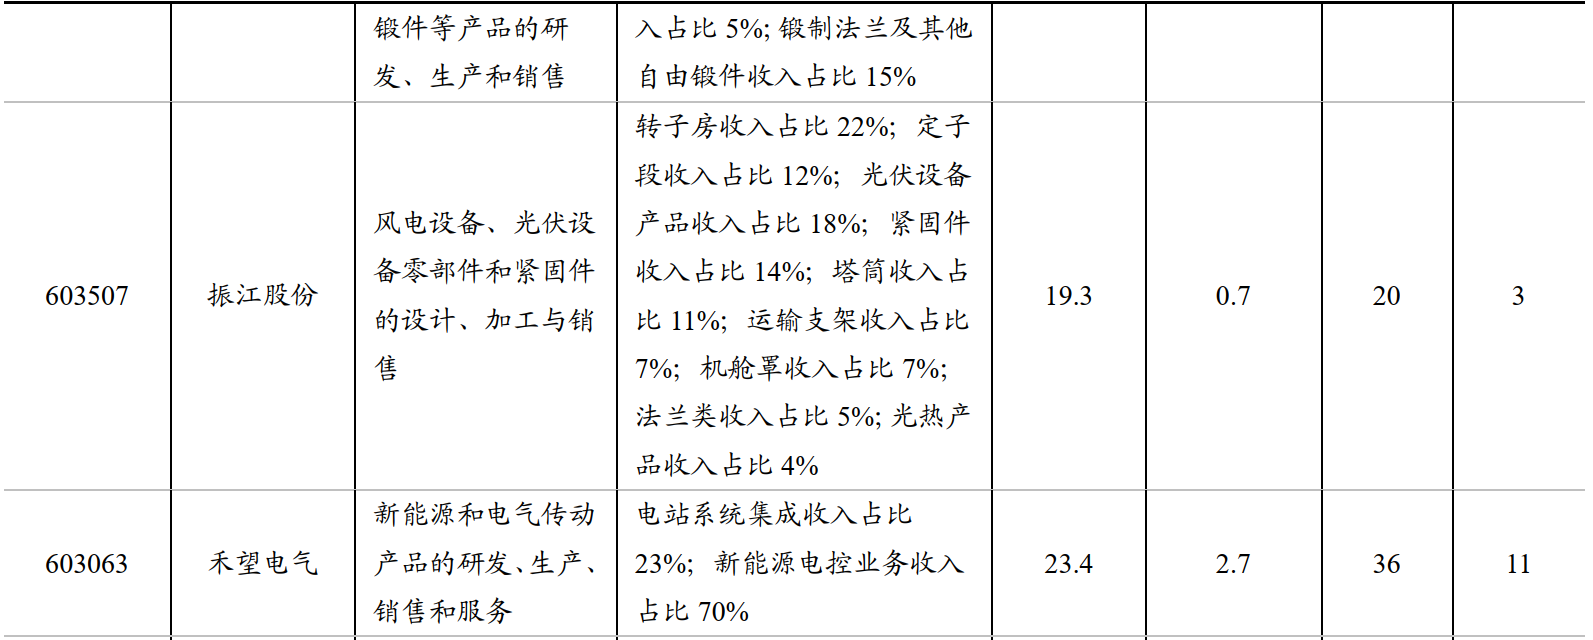 锻件等产品的研
发、生产和销售
入占比 5%; 锻制法兰及其他
自由锻件收入占比 15%
603507
振江股份
风电设备、光伏设
备零部件和紧固件
的设计、加工与销
售
转子房收入占比 22%; 定子
段收入占比 12%; 光伏设备
产品收入占比 18%; 紧固件
收入占比 14%; 塔筒收入占
比 11%; 运输支架收入占比
7%; 机舱罩收入占比 7%;
法兰类收入占比 5%; 光热产
品收入占比 4%
19.3
0.7
20
3
603063
禾望电气
新能源和电气传动
产品的研发、生产、
销售和服务
电站系统集成收入占比
23%; 新能源电控业务收入
占比 70%
23.4
2.7
36
11